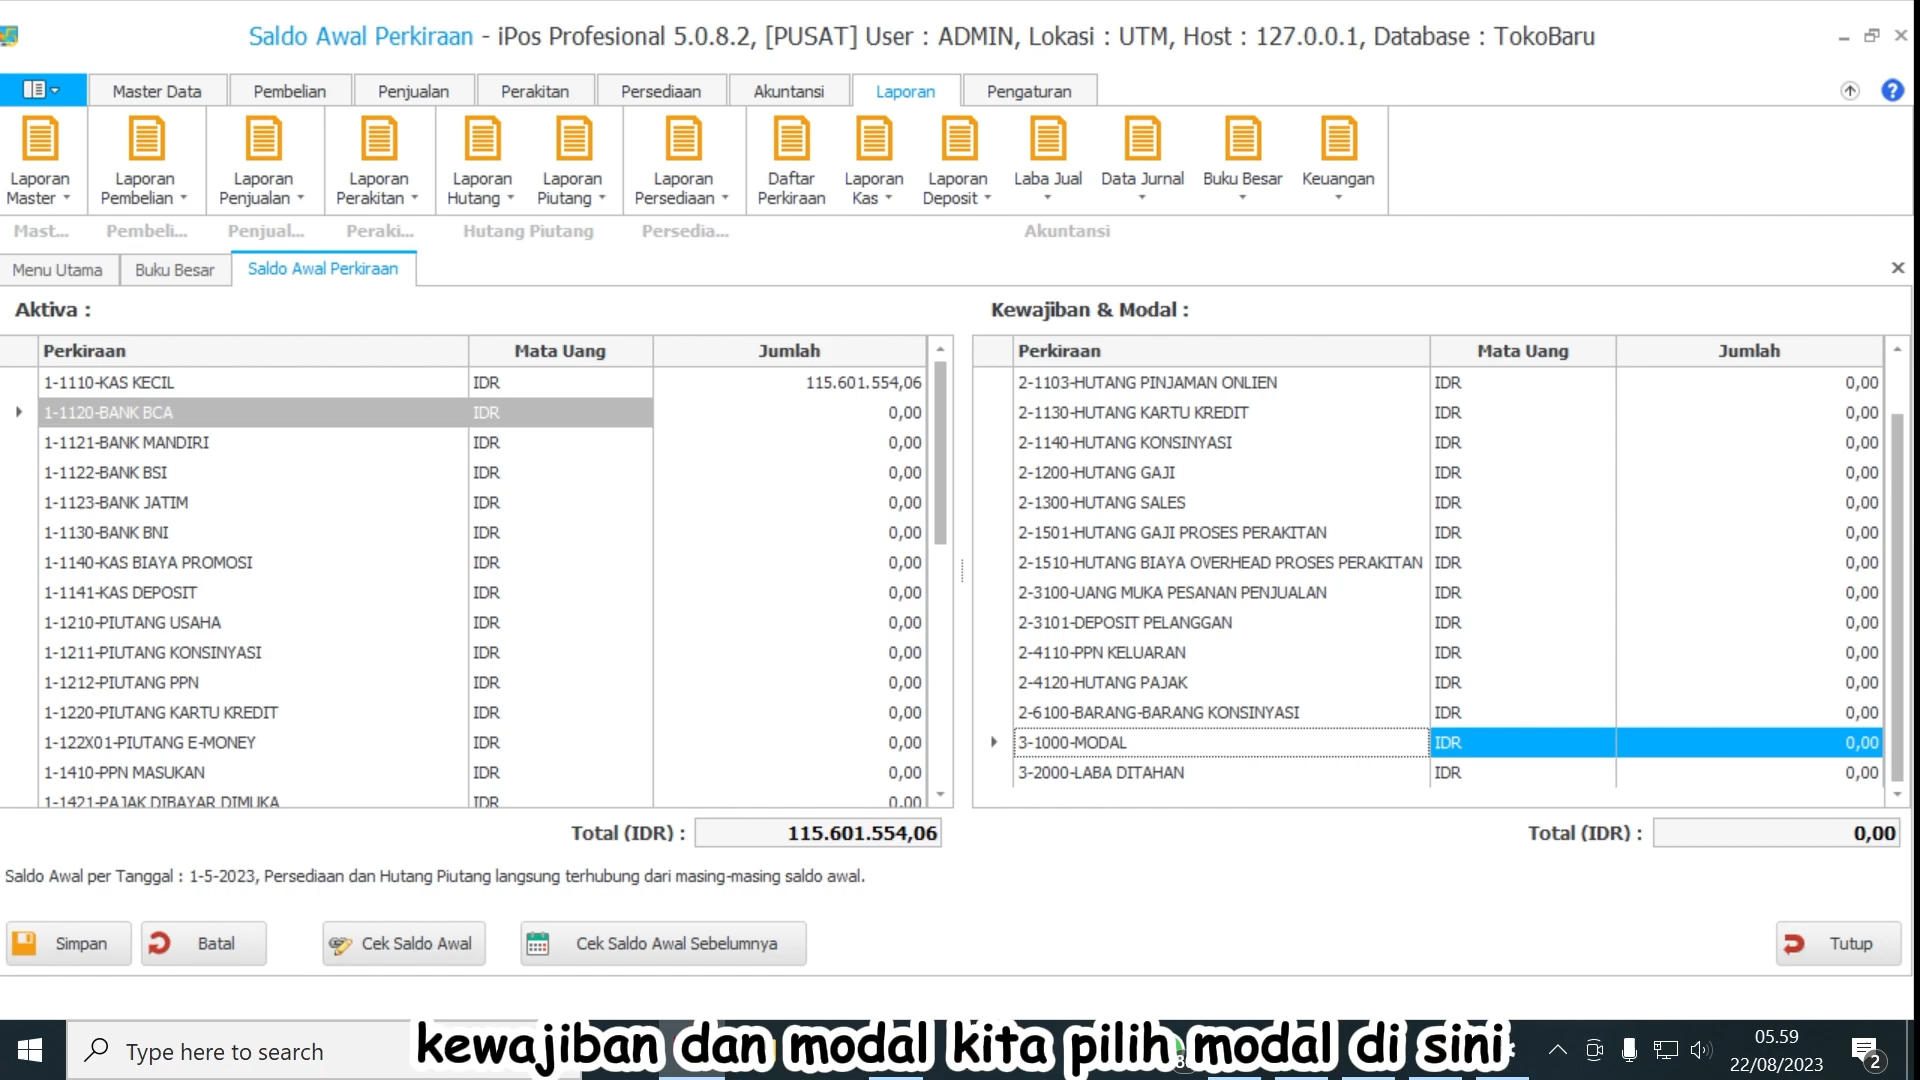 Saldo Awal Perkiraan - iPos Profesional 5.0.8.2, [PUSAT] User : ADMIN, Lokasi : UTM, Host : 127.0.0.1, Database : TokoBaru
Master Data Pembelian Penjualan Perakitan Persediaan Akuntansi Laporan Pengaturan
Laporan Master Laporan Pembelian Laporan Penjualan Laporan Perakitan Laporan Hutang Laporan Piutang Laporan Persediaan Daftar Perkiraan Laporan Kas Laporan Deposit Laba Jual Data Jurnal Buku Besar Keuangan
Mast... Pembeli... Penjual... Peraki... Hutang Piutang Persedia... Akuntansi
Menu Utama Buku Besar Saldo Awal Perkiraan
Aktiva :
Perkiraan Mata Uang Jumlah
1-1110-KAS KECIL IDR 115.601.554,06
1-1120-BANK BCA IDR 0,00
1-1121-BANK MANDIRI IDR 0,00
1-1122-BANK BSI IDR 0,00
1-1123-BANK JATIM IDR 0,00
1-1130-BANK BNI IDR 0,00
1-1140-KAS BIAYA PROMOSI IDR 0,00
1-1141-KAS DEPOSIT IDR 0,00
1-1210-PIUTANG USAHA IDR 0,00
1-1211-PIUTANG KONSINYASI IDR 0,00
1-1212-PIUTANG PPN IDR 0,00
1-1220-PIUTANG KARTU KREDIT IDR 0,00
1-122X01-PIUTANG E-MONEY IDR 0,00
1-1410-PPN MASUKAN IDR 0,00
1-1421-PAJAK DIBAYAR DIMUKA IDR 0,00
Total (IDR) : 115.601.554,06
Kewajiban & Modal :
Perkiraan Mata Uang Jumlah
2-1103-HUTANG PINJAMAN ONLIEN IDR 0,00
2-1130-HUTANG KARTU KREDIT IDR 0,00
2-1140-HUTANG KONSINYASI IDR 0,00
2-1200-HUTANG GAJI IDR 0,00
2-1300-HUTANG SALES IDR 0,00
2-1501-HUTANG GAJI PROSES PERAKITAN IDR 0,00
2-1510-HUTANG BIAYA OVERHEAD PROSES PERAKITAN IDR 0,00
2-3100-UANG MUKA PESANAN PENJUALAN IDR 0,00
2-3101-DEPOSIT PELANGGAN IDR 0,00
2-4110-PPN KELUARAN IDR 0,00
2-4120-HUTANG PAJAK IDR 0,00
2-6100-BARANG-BARANG KONSINYASI IDR 0,00
3-1000-MODAL IDR 0,00
3-2000-LABA DITAHAN IDR 0,00
Total (IDR) : 0,00
Saldo Awal per Tanggal : 1-5-2023, Persediaan dan Hutang Piutang langsung terhubung dari masing-masing saldo awal.
Simpan Batal Cek Saldo Awal Cek Saldo Awal Sebelumnya Tutup
Type here to search
kewajiban dan modal kita pilih modal di sini
05.59
22/08/2023
2